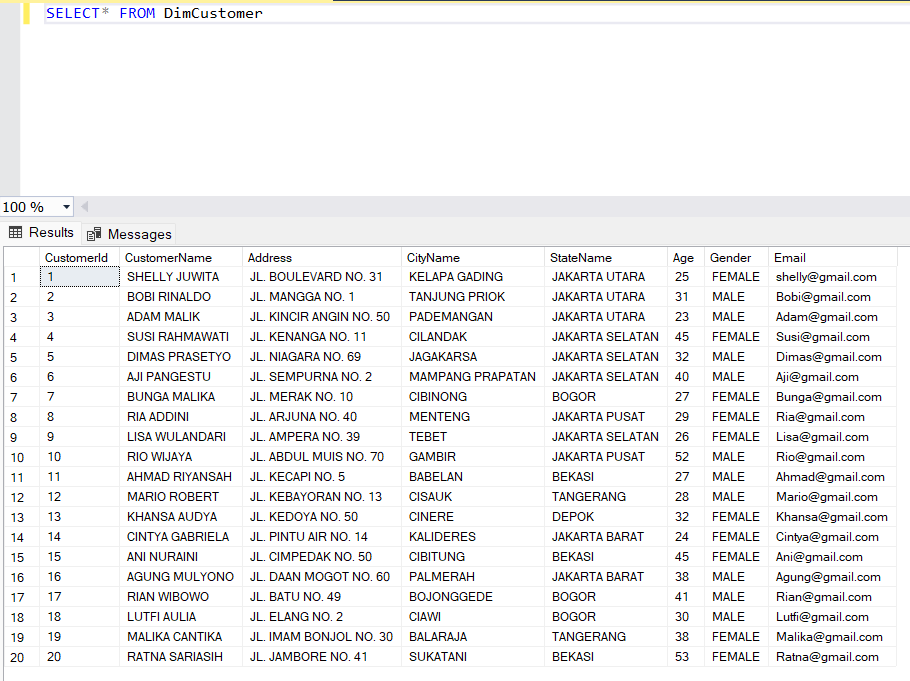 SELECT* FROM DimCustomer
100 %
Results Messages
CustomerId CustomerName Address CityName StateName Age Gender Email
1 1 SHELLY JUWITA JL. BOULEVARD NO. 31 KELAPA GADING JAKARTA UTARA 25 FEMALE shelly@gmail.com
2 2 BOBI RINALDO JL. MANGGA NO. 1 TANJUNG PRIOK JAKARTA UTARA 31 MALE Bobi@gmail.com
3 3 ADAM MALIK JL. KINCIR ANGIN NO. 50 PADEMANGAN JAKARTA UTARA 23 MALE Adam@gmail.com
4 4 SUSI RAHMAWATI JL. KENANGA NO. 11 CILANDAK JAKARTA SELATAN 45 FEMALE Susi@gmail.com
5 5 DIMAS PRASETYO JL. NIAGARA NO. 69 JAGAKARSA JAKARTA SELATAN 32 MALE Dimas@gmail.com
6 6 AJI PANGESTU JL. SEMPURNA NO. 2 MAMPANG PRAPATAN JAKARTA SELATAN 40 MALE Aji@gmail.com
7 7 BUNGA MALIKA JL. MERAK NO. 10 CIBINONG BOGOR 27 FEMALE Bunga@gmail.com
8 8 RIA ADDINI JL. ARJUNA NO. 40 MENTENG JAKARTA PUSAT 29 FEMALE Ria@gmail.com
9 9 LISA WULANDARI JL. AMPERA NO. 39 TEBET JAKARTA SELATAN 26 FEMALE Lisa@gmail.com
10 10 RIO WIJAYA JL. ABDUL MUIS NO. 70 GAMBIR JAKARTA PUSAT 52 MALE Rio@gmail.com
11 11 AHMAD RIYANSAH JL. KECAPI NO. 5 BABELAN BEKASI 27 MALE Ahmad@gmail.com
12 12 MARIO ROBERT JL. KEBAYORAN NO. 13 CISAUK TANGERANG 28 MALE Mario@gmail.com
13 13 KHANSA AUDYA JL. KEDOYA NO. 50 CINERE DEPOK 32 FEMALE Khansa@gmail.com
14 14 CINTYA GABRIELA JL. PINTU AIR NO. 14 KALIDERES JAKARTA BARAT 24 FEMALE Cintya@gmail.com
15 15 ANI NURAINI JL. CIMPEDAK NO. 50 CIBITUNG BEKASI 45 FEMALE Ani@gmail.com
16 16 AGUNG MULYONO JL. DAAN MOGOT NO. 60 PALMERAH JAKARTA BARAT 38 MALE Agung@gmail.com
17 17 RIAN WIBOWO JL. BATU NO. 49 BOJONGGEDE BOGOR 41 MALE Rian@gmail.com
18 18 LUTFI AULIA JL. ELANG NO. 2 CIAWI BOGOR 30 MALE Lutfi@gmail.com
19 19 MALIKA CANTIKA JL. IMAM BONJOL NO. 30 BALARAJA TANGERANG 38 FEMALE Malika@gmail.com
20 20 RATNA SARIASIH JL. JAMBORE NO. 41 SUKATANI BEKASI 53 FEMALE Ratna@gmail.com